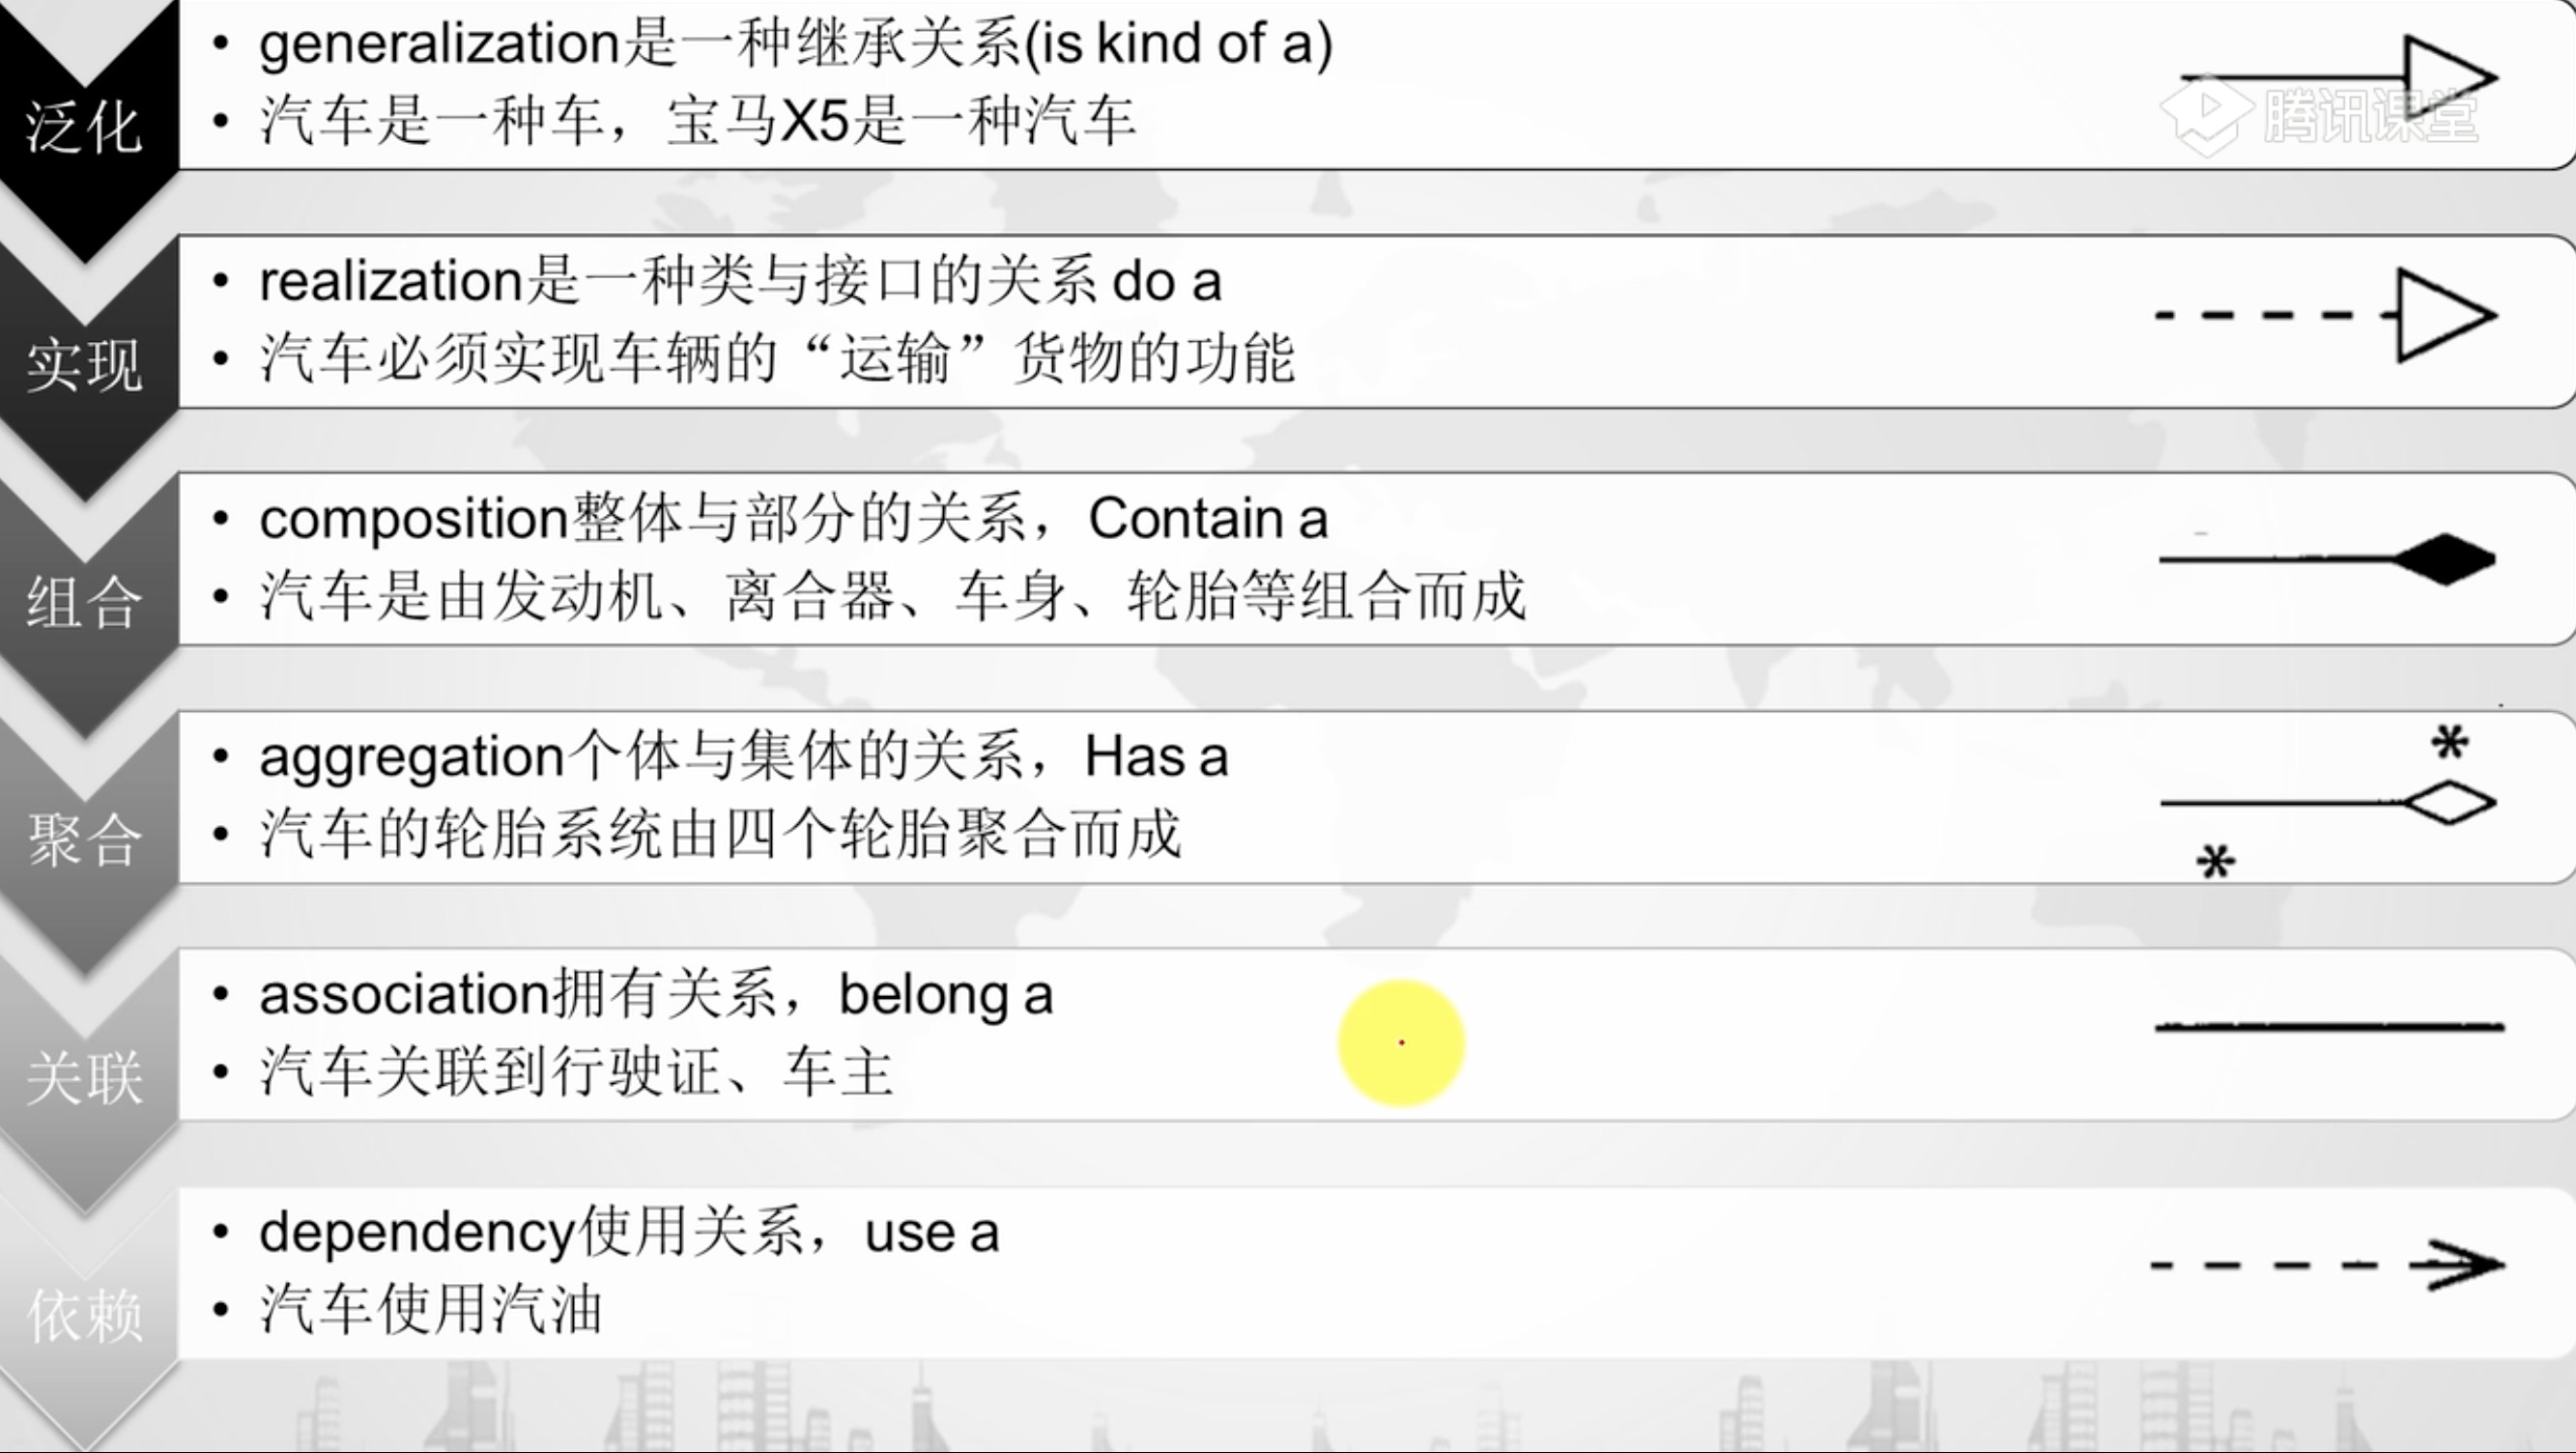 泛化
• generalization是一种继承关系(is kind of a)
• 汽车是一种车，宝马X5是一种汽车
腾讯课堂
实现
• realization是一种类与接口的关系 do a
• 汽车必须实现车辆的“运输”货物的功能
组合
• composition整体与部分的关系，Contain a
• 汽车是由发动机、离合器、车身、轮胎等组合而成
聚合
• aggregation个体与集体的关系，Has a
• 汽车的轮胎系统由四个轮胎聚合而成
*
*
关联
• association拥有关系，belong a
• 汽车关联到行驶证、车主
依赖
• dependency使用关系，use a
• 汽车使用汽油